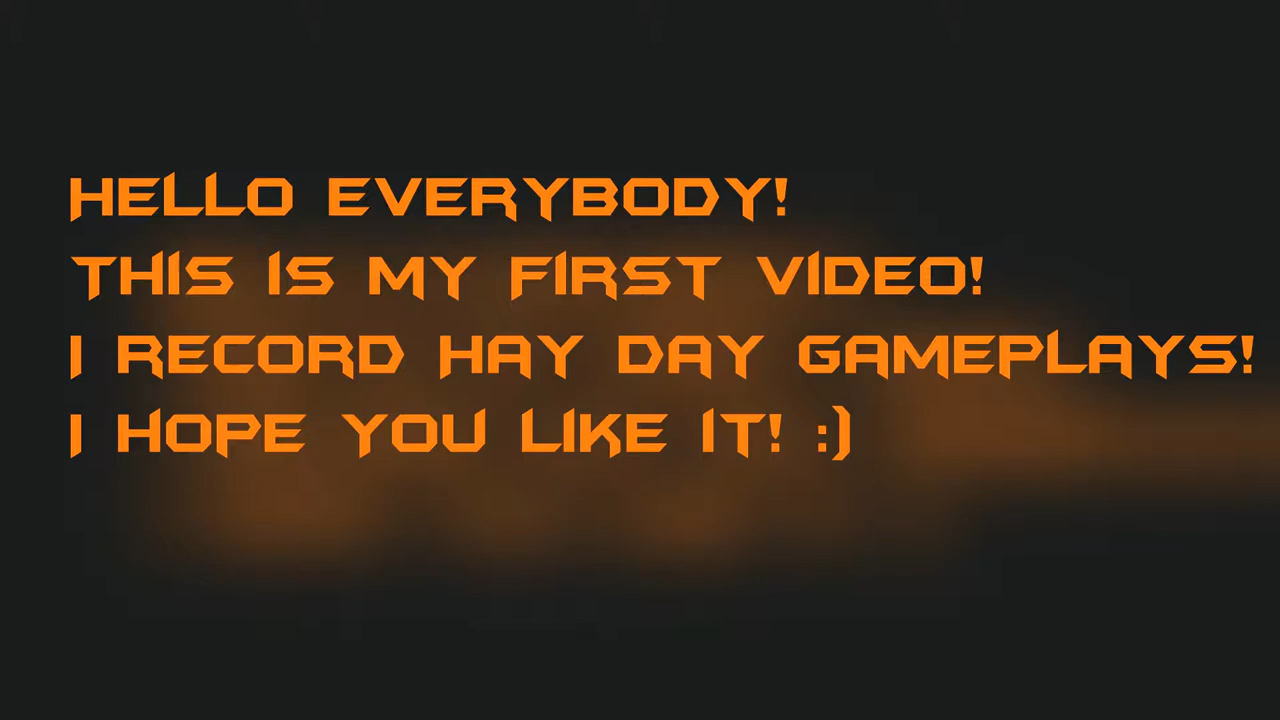 HELLO EVERYBODY!
THIS IS MY FIRST VIDEO!
I RECORD HAY DAY GAMEPLAYS!
I HOPE YOU LIKE IT! :)